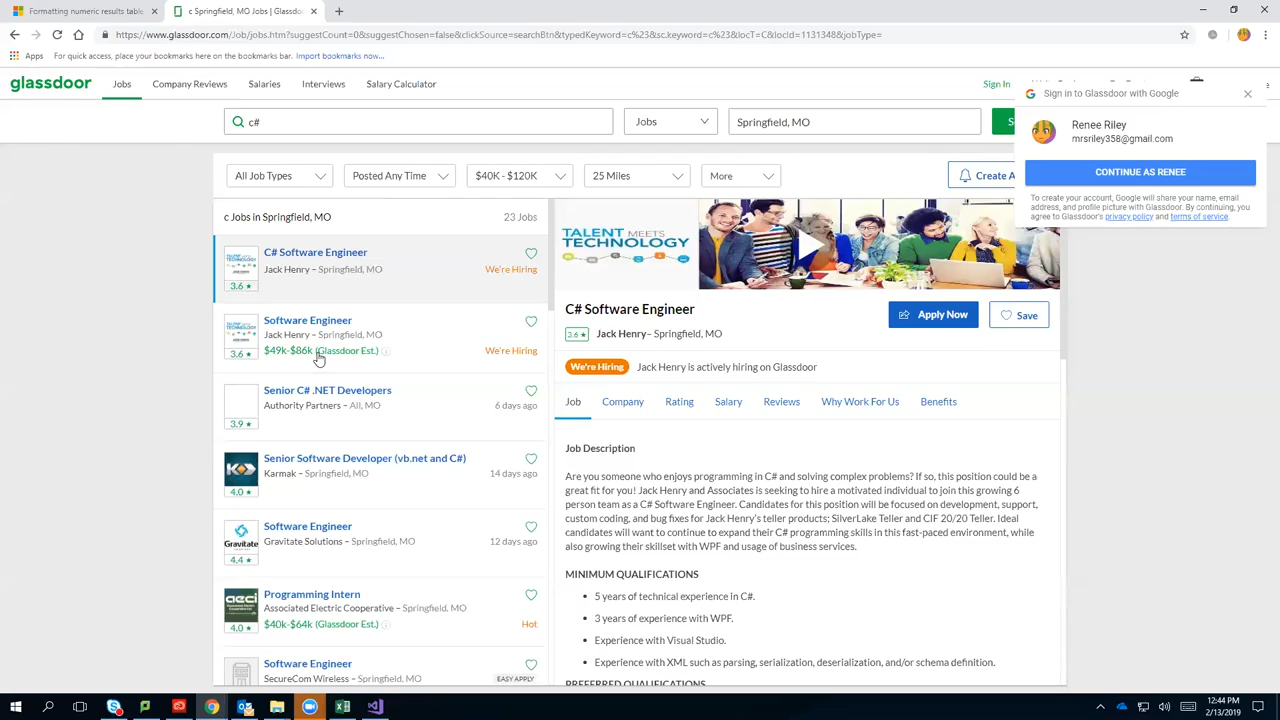 Formatting numeric results table
c Springfield, MO Jobs | Glassdoor
https://www.glassdoor.com/Job/jobs.htm?suggestCount=0&suggestChosen=false&clickSource=searchBtn&typedKeyword=c%23&sc.keyword=c%23&locT=C&locId=1131348&jobType=
Apps For quick access, place your bookmarks here on the bookmarks bar. Import bookmarks now...
glassdoor Jobs Company Reviews Salaries Interviews Salary Calculator Sign In
Sign in to Glassdoor with Google
Renee Riley
mrsriley358@gmail.com
CONTINUE AS RENEE
To create your account, Google will share your name, email
address, and profile picture with Glassdoor. By continuing, you
agree to Glassdoor's privacy policy and terms of service.
c# Jobs Springfield, MO S
All Job Types Posted Any Time $40K - $120K 25 Miles More Create A
c Jobs in Springfield, MO 23 Jobs
C# Software Engineer
Jack Henry – Springfield, MO We're Hiring
3.6 ★
Software Engineer
Jack Henry – Springfield, MO
$49k-$86k (Glassdoor Est.) We're Hiring
3.6 ★
Senior C# .NET Developers
Authority Partners – All, MO 6 days ago
3.9 ★
Senior Software Developer (vb.net and C#)
Karmak – Springfield, MO 14 days ago
4.0 ★
Software Engineer
Gravitate Solutions – Springfield, MO 12 days ago
Gravitate
4.4 ★
Programming Intern
Associated Electric Cooperative – Springfield, MO
aeci
$40k-$64k (Glassdoor Est.) Hot
4.0 ★
Software Engineer
SecureCom Wireless – Springfield, MO EASY APPLY
TALENT MEETS
TECHNOLOGY
C# Software Engineer
Apply Now Save
3.6 ★ Jack Henry– Springfield, MO
We're Hiring Jack Henry is actively hiring on Glassdoor
Job Company Rating Salary Reviews Why Work For Us Benefits
Job Description
Are you someone who enjoys programming in C# and solving complex problems? If so, this position could be a
great fit for you! Jack Henry and Associates is seeking to hire a motivated individual to join this growing 6
person team as a C# Software Engineer. Candidates for this position will be focused on development, support,
custom coding, and bug fixes for Jack Henry's teller products; SilverLake Teller and CIF 20/20 Teller. Ideal
candidates will want to continue to expand their C# programming skills in this fast-paced environment, while
also growing their skillset with WPF and usage of business services.
MINIMUM QUALIFICATIONS
• 5 years of technical experience in C#.
• 3 years of experience with WPF.
• Experience with Visual Studio.
• Experience with XML such as parsing, serialization, deserialization, and/or schema definition.
PREFERRED QUALIFICATIONS
12:44 PM
2/13/2019